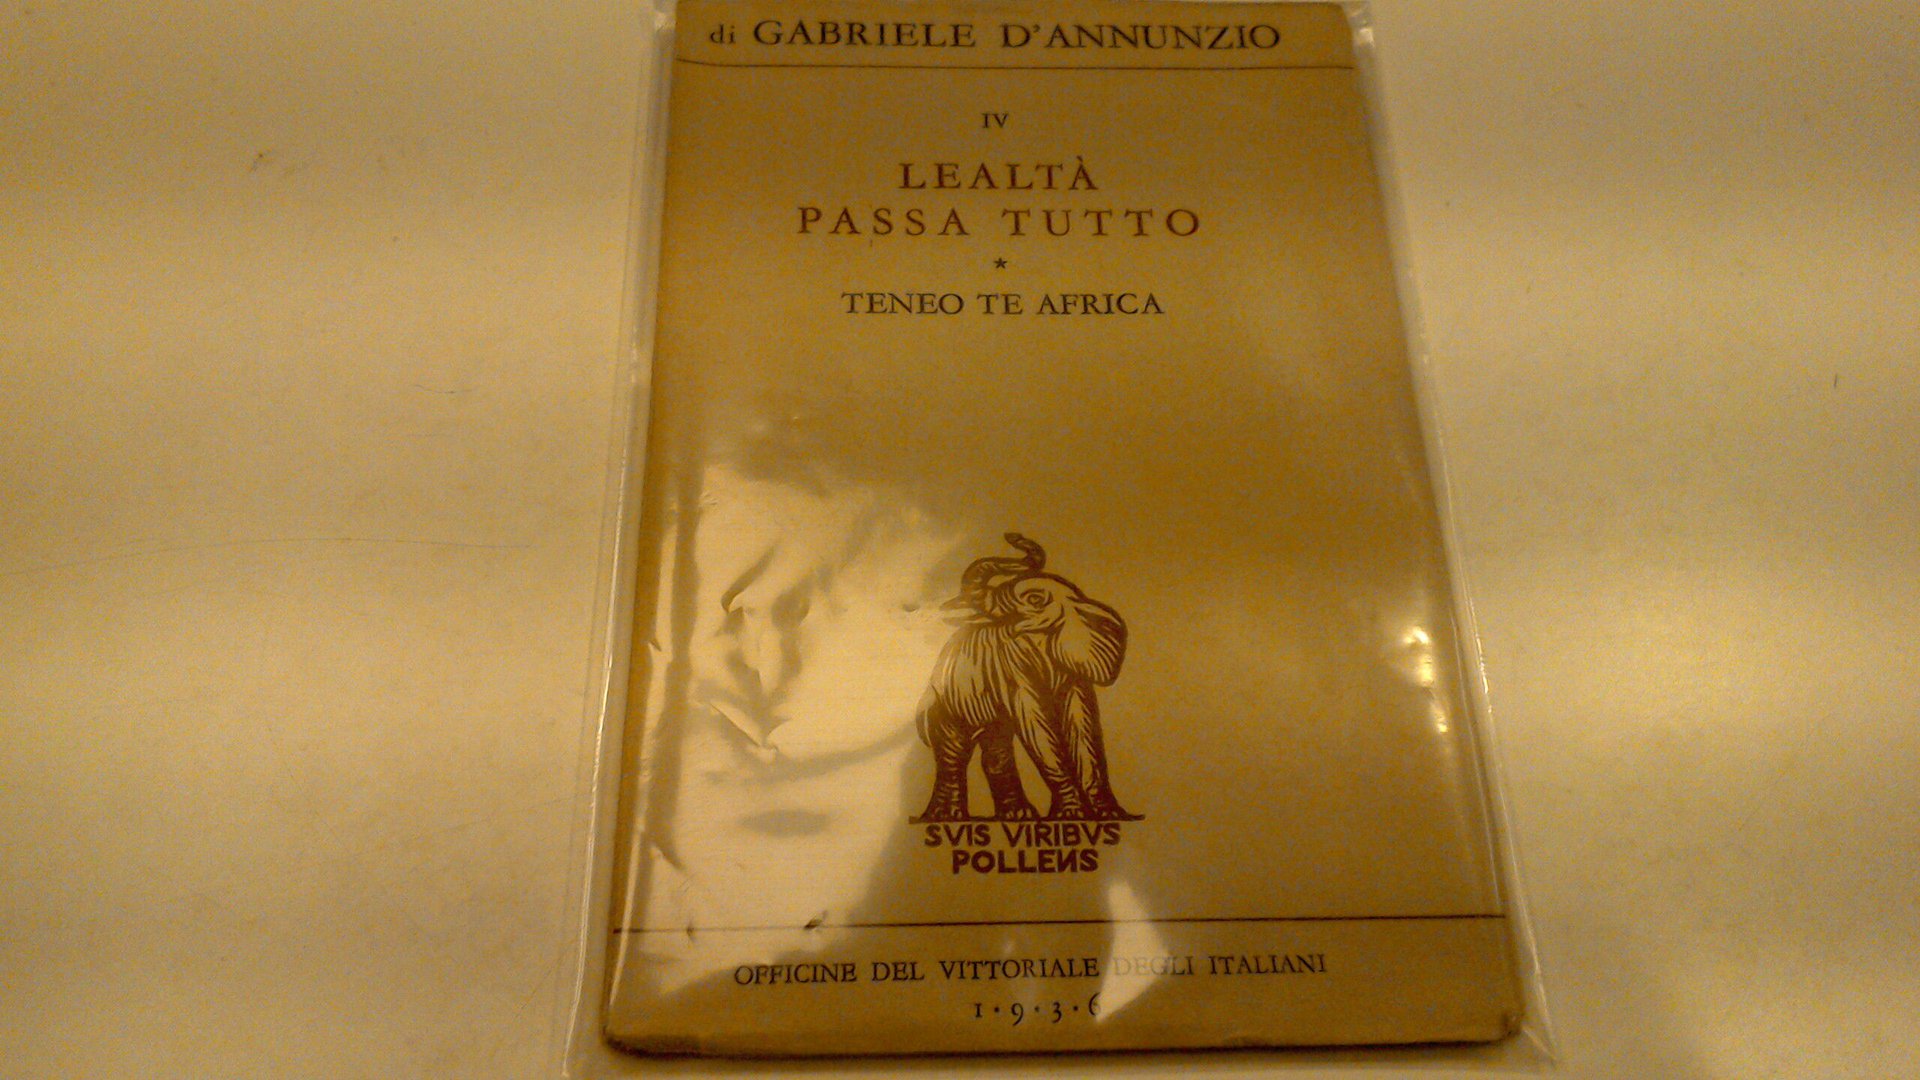 di GABRIELE D'ANNUNZIO
IV
LEALTÀ
PASSA TUTTO
*
TENEO TE AFRICA
SVIS VIRIBVS
POLLENS
OFFICINE DEL VITTORIALE DEGLI ITALIANI
1•9•3•6